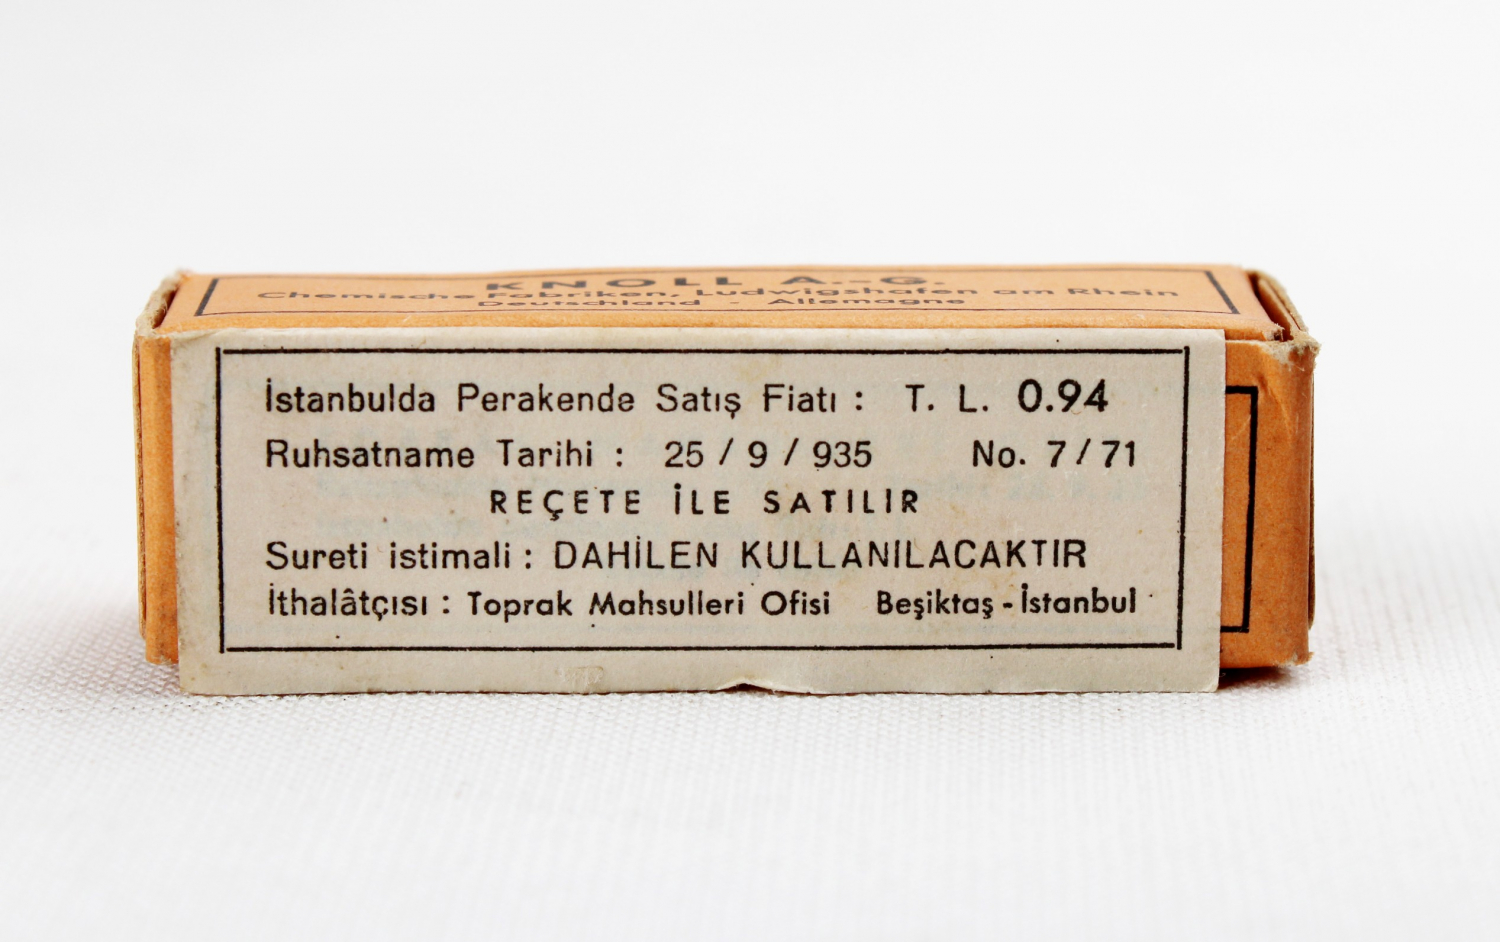 KNOLL A.-G.
Chemische Fabriken, Ludwigshafen am Rhein
Deutschland - Allemagne
İstanbulda Perakende Satış Fiatı : T. L. 0.94
Ruhsatname Tarihi : 25 / 9 / 935 No. 7/71
REÇETE İLE SATILIR
Sureti istimali : DAHİLEN KULLANILACAKTIR
İthalâtçısı : Toprak Mahsulleri Ofisi Beşiktaş - İstanbul